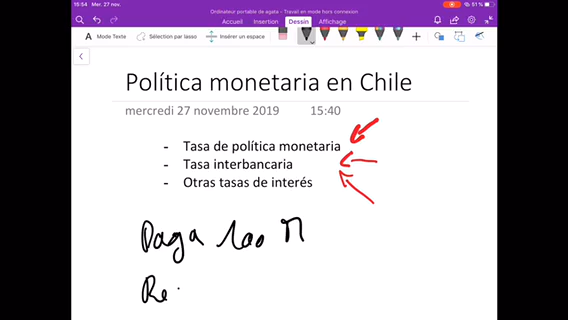 15:54 Mer. 27 nov.
Ordinateur portable de agata – Travail en mode hors connexion
Accueil Insertion Dessin Affichage
A Mode Texte Sélection par lasso Insérer un espace
Política monetaria en Chile
mercredi 27 novembre 2019 15:40
- Tasa de política monetaria
- Tasa interbancaria
- Otras tasas de interés
Paga 100 M
Re